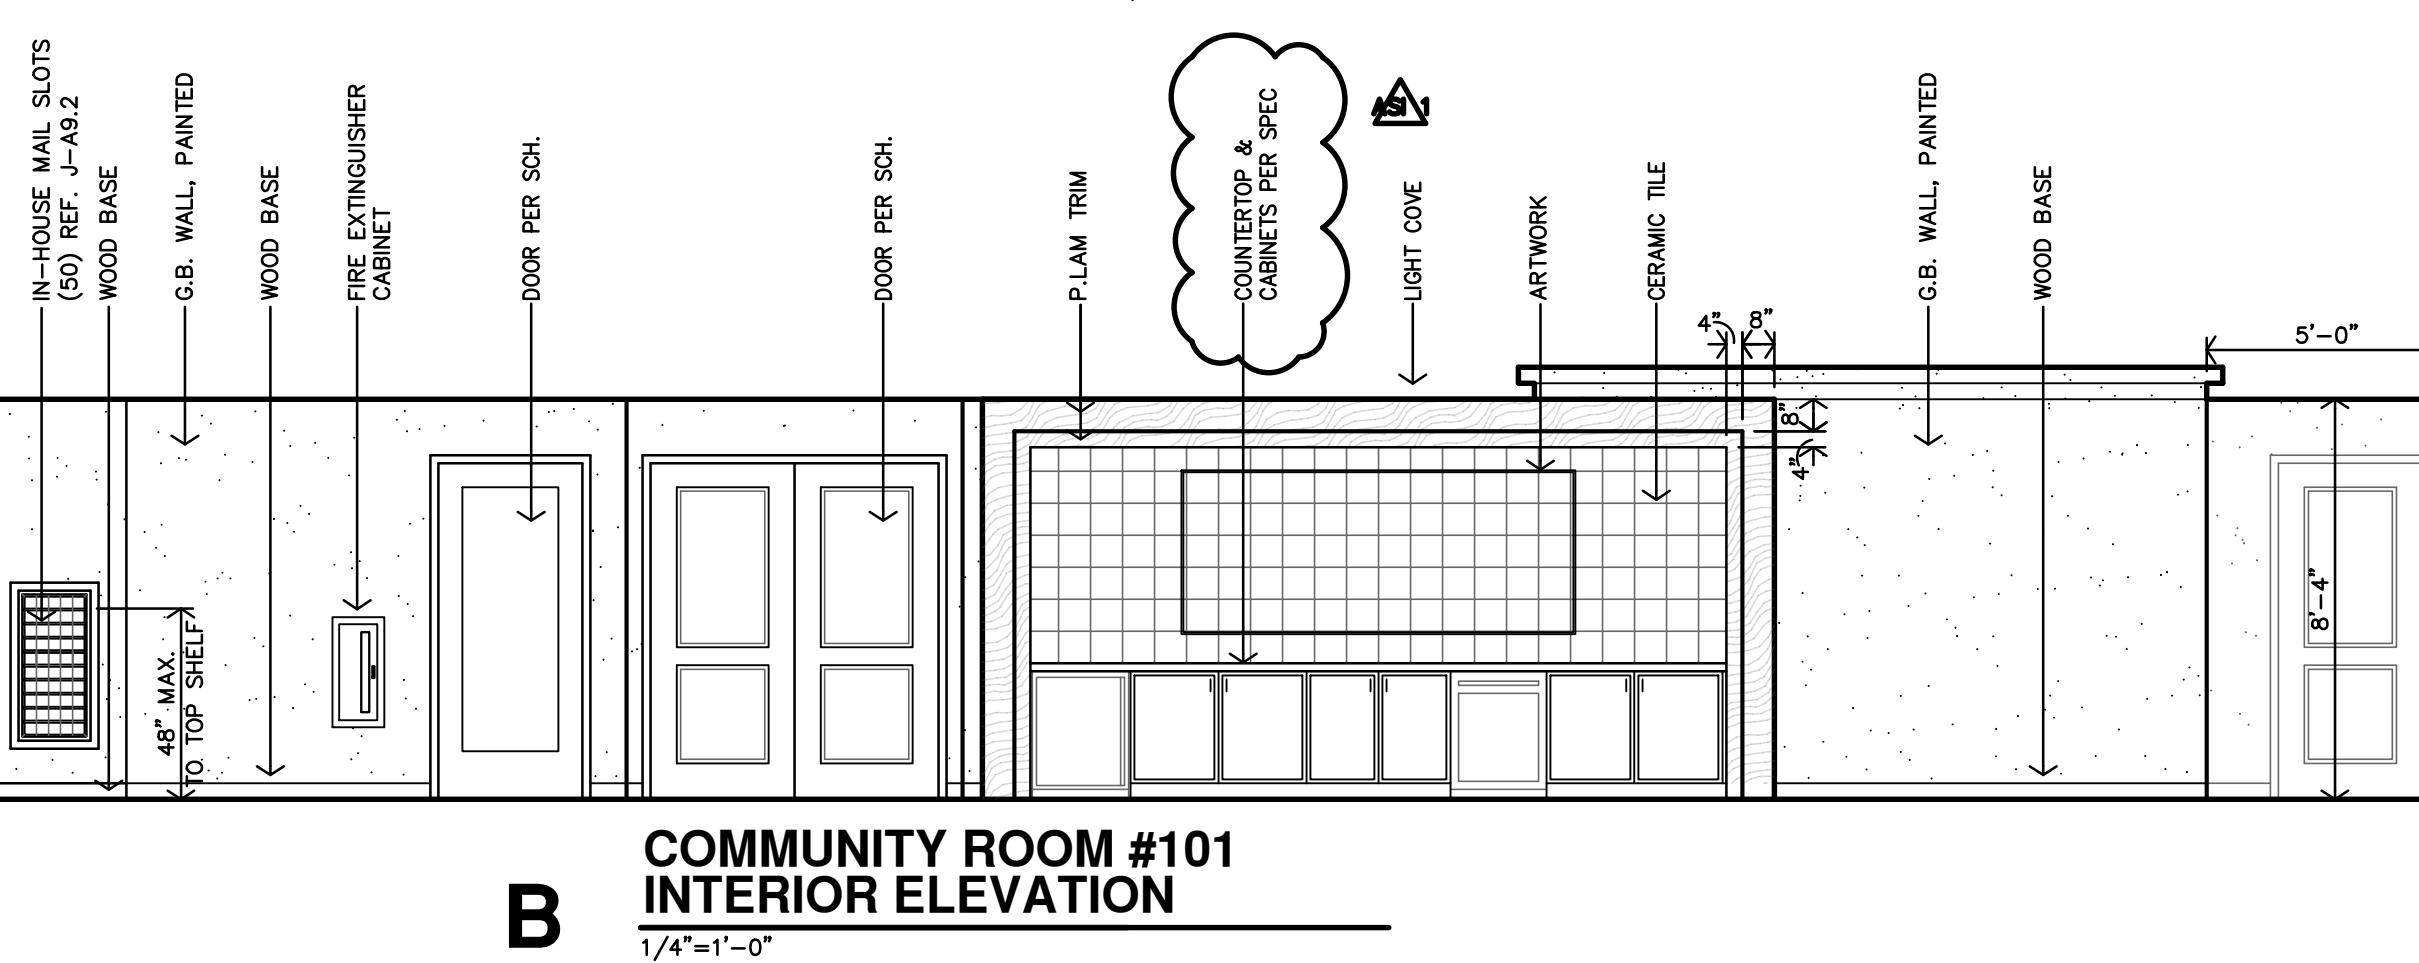 IN-HOUSE MAIL SLOTS
(50) REF. J-A9.2
WOOD BASE
G.B. WALL, PAINTED
WOOD BASE
FIRE EXTINGUISHER
CABINET
DOOR PER SCH.
DOOR PER SCH.
P.LAM TRIM
COUNTERTOP &
CABINETS PER SPEC
ASI 1
LIGHT COVE
ARTWORK
CERAMIC TILE
4"
8"
G.B. WALL, PAINTED
WOOD BASE
5'-0"
8"
4"
8'-4"
48" MAX.
TO TOP SHELF
COMMUNITY ROOM #101
INTERIOR ELEVATION
B
1/4"=1'-0"